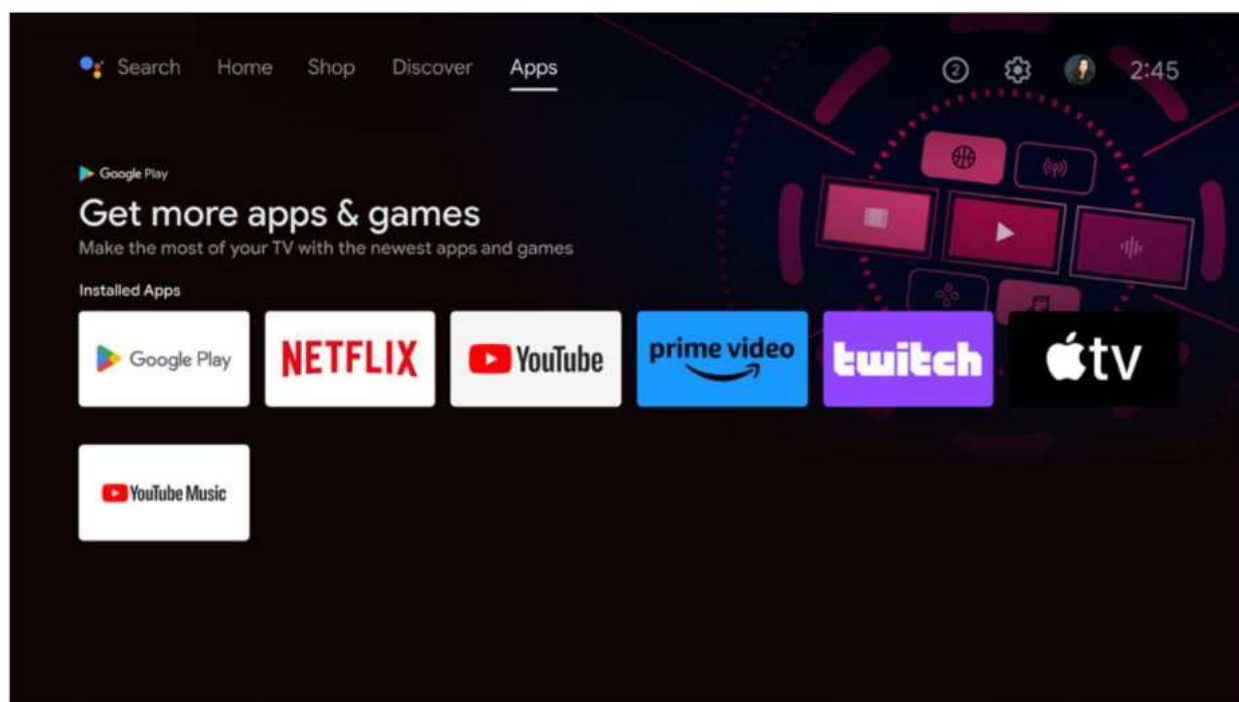 Search Home Shop Discover Apps
2 2:45
Google Play
Get more apps & games
Make the most of your TV with the newest apps and games
Installed Apps
Google Play NETFLIX YouTube prime video twitch tv
YouTube Music